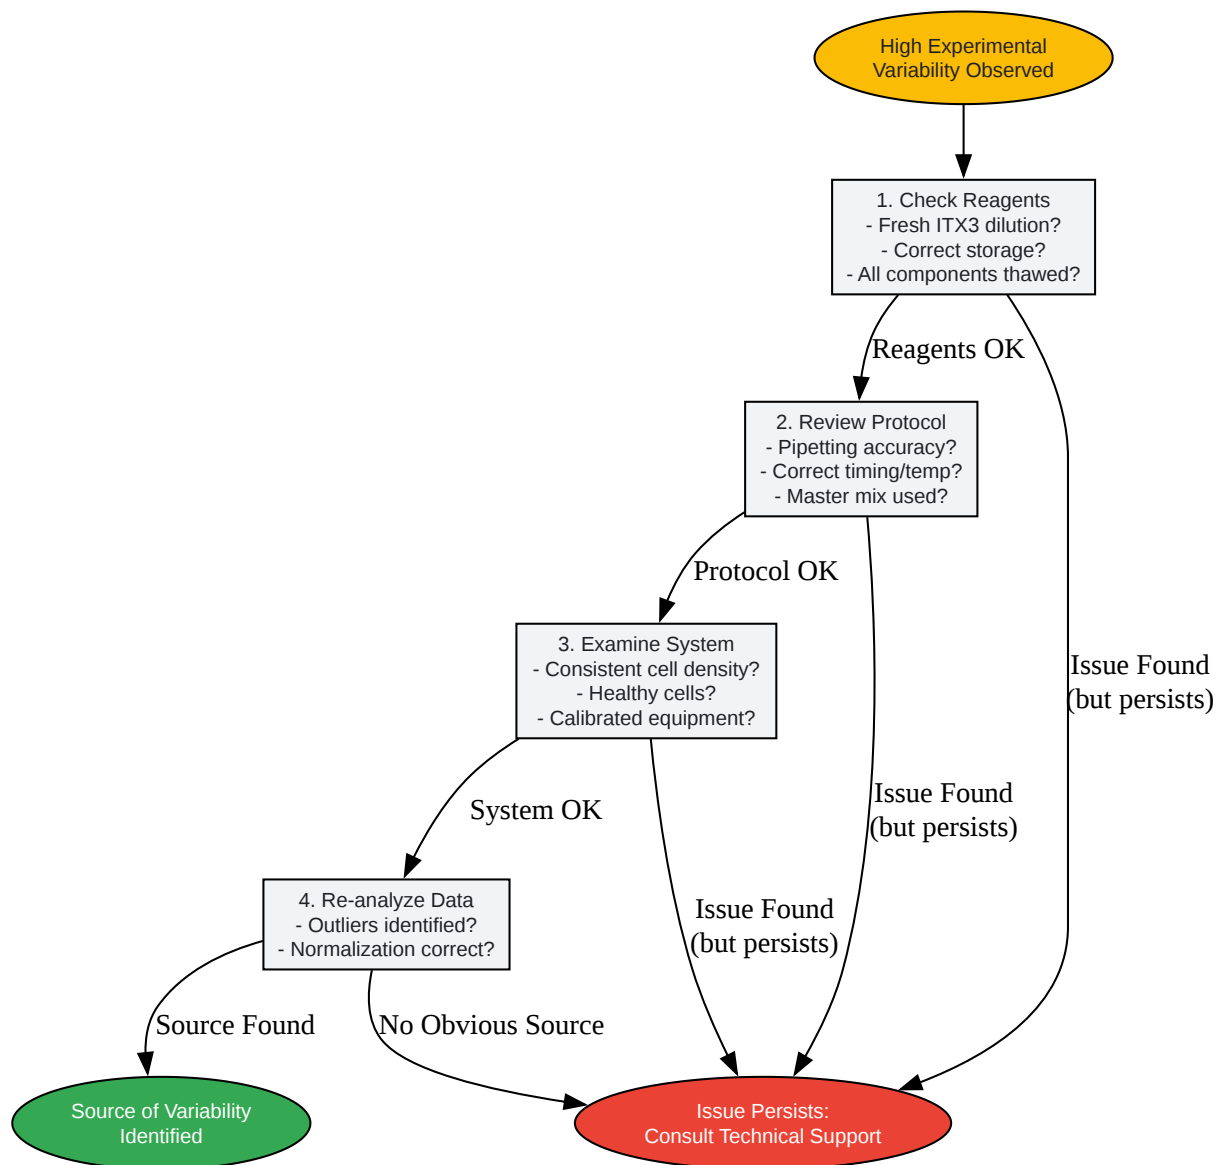 High Experimental
Variability Observed
1. Check Reagents
- Fresh ITX3 dilution?
- Correct storage?
- All components thawed?
Reagents OK
2. Review Protocol
- Pipetting accuracy?
- Correct timing/temp?
- Master mix used?
Protocol OK
3. Examine System
- Consistent cell density?
- Healthy cells?
- Calibrated equipment?
Issue Found
(but persists)
System OK
Issue Found
(but persists)
4. Re-analyze Data
- Outliers identified?
- Normalization correct?
Issue Found
(but persists)
Source Found
No Obvious Source
Source of Variability
Identified
Issue Persists:
Consult Technical Support